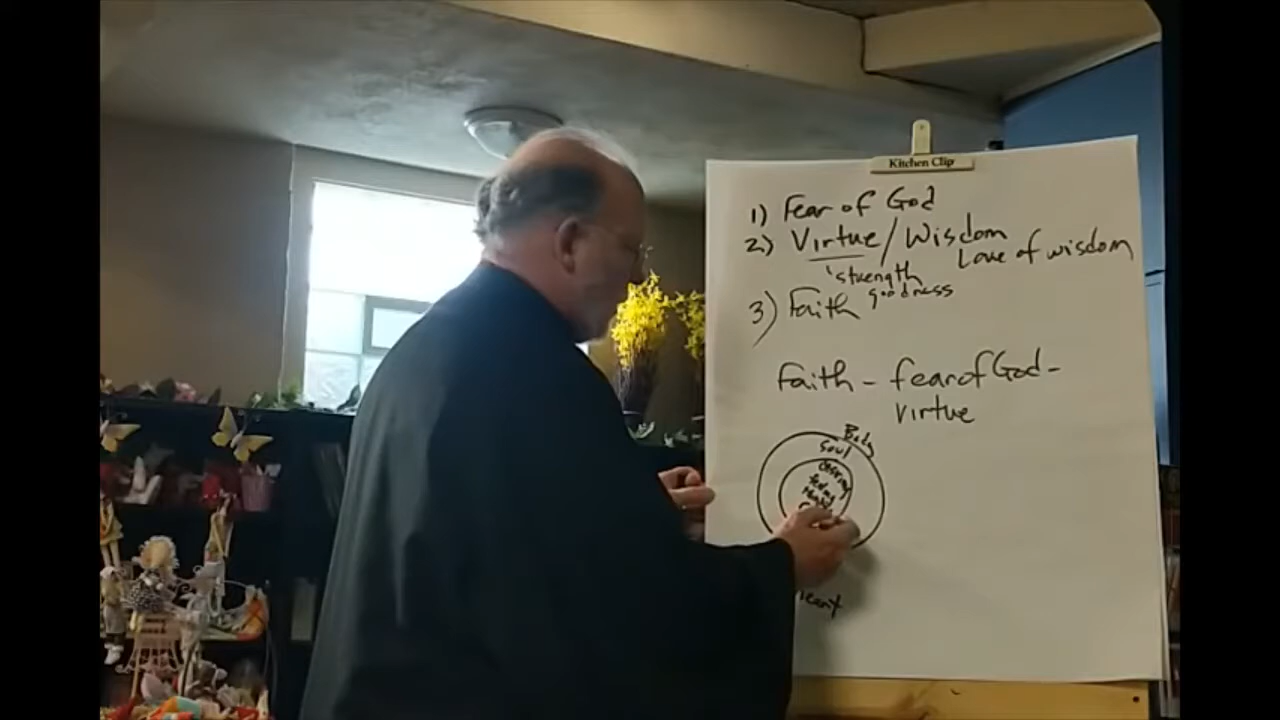 Kitchen Clip
1) Fear of God
2) Virtue / Wisdom
Love of wisdom
'strength
goodness
3) Faith
Faith - fear of God -
virtue
Body
Soul
desiring